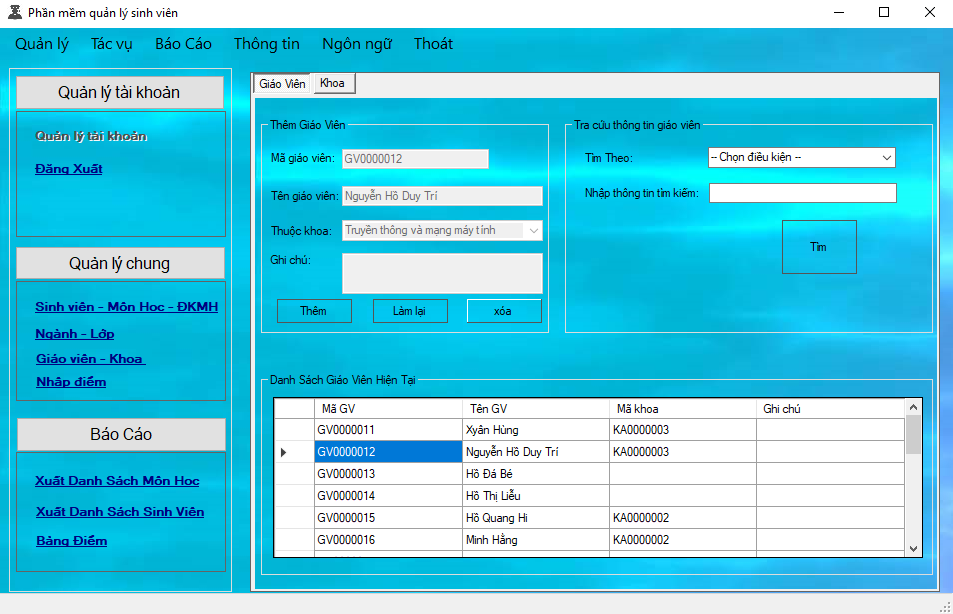 Phần mềm quản lý sinh viên
Quản lý Tác vụ Báo Cáo Thông tin Ngôn ngữ Thoát
Quản lý tài khoản
Quản lý tài khoản
Đăng Xuất
Quản lý chung
Sinh viên - Môn Học - ĐKMH
Ngành - Lớp
Giáo viên - Khoa
Nhập điểm
Báo Cáo
Xuất Danh Sách Môn Học
Xuất Danh Sách Sinh Viên
Bảng Điểm
Giáo Viên Khoa
Thêm Giáo Viên
Mã giáo viên: GV0000012
Tên giáo viên: Nguyễn Hồ Duy Trí
Thuộc khoa: Truyền thông và mạng máy tính
Ghi chú:
Thêm Làm lại xóa
Tra cứu thông tin giáo viên
Tìm Theo: -- Chọn điều kiện --
Nhập thông tin tìm kiếm:
Tìm
Danh Sách Giáo Viên Hiện Tại
Mã GV Tên GV Mã khoa Ghi chú
GV0000011 Xyân Hùng KA0000003
GV0000012 Nguyễn Hồ Duy Trí KA0000003
GV0000013 Hồ Đá Bé
GV0000014 Hồ Thị Liễu
GV0000015 Hồ Quang Hi KA0000002
GV0000016 Minh Hằng KA0000002